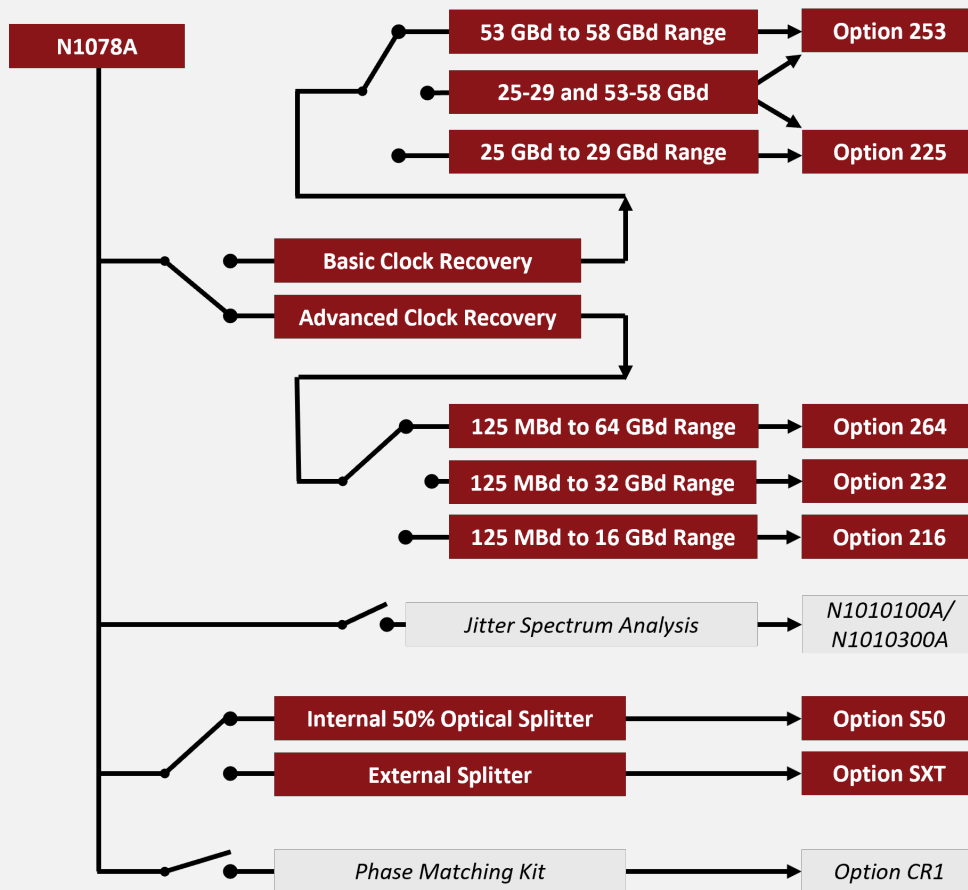 N1078A
53 GBd to 58 GBd Range
Option 253
25-29 and 53-58 GBd
25 GBd to 29 GBd Range
Option 225
Basic Clock Recovery
Advanced Clock Recovery
125 MBd to 64 GBd Range
Option 264
125 MBd to 32 GBd Range
Option 232
125 MBd to 16 GBd Range
Option 216
Jitter Spectrum Analysis
N1010100A/
N1010300A
Internal 50% Optical Splitter
Option S50
External Splitter
Option SXT
Phase Matching Kit
Option CR1